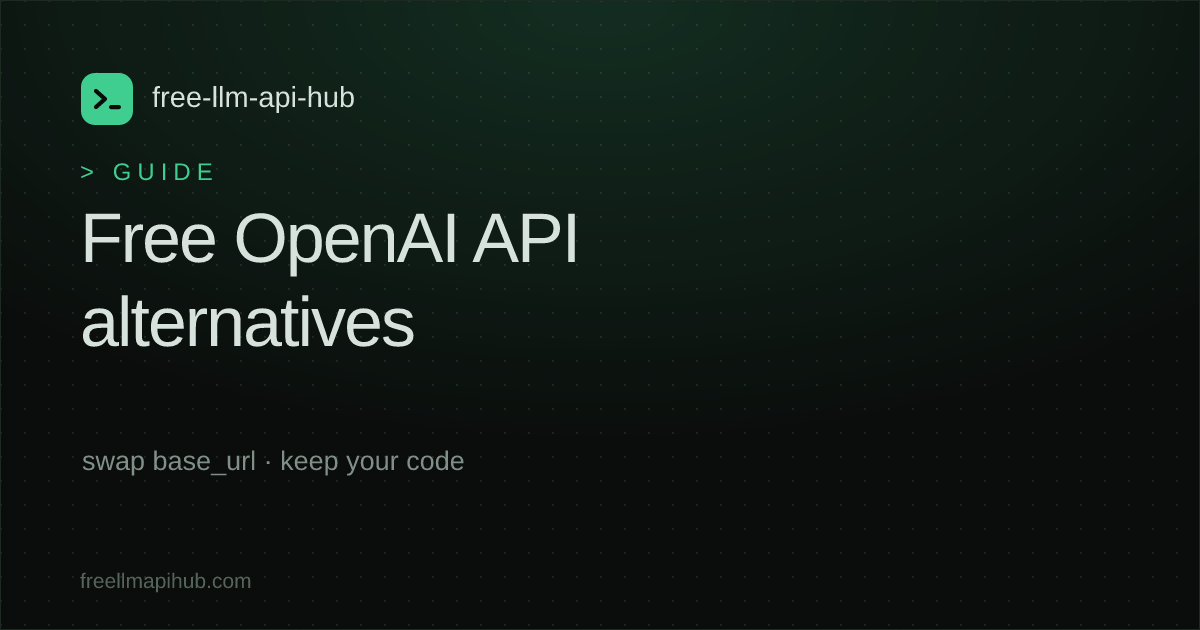 free-llm-api-hub
> GUIDE
Free OpenAI API
alternatives
swap base_url · keep your code
freellmapihub.com